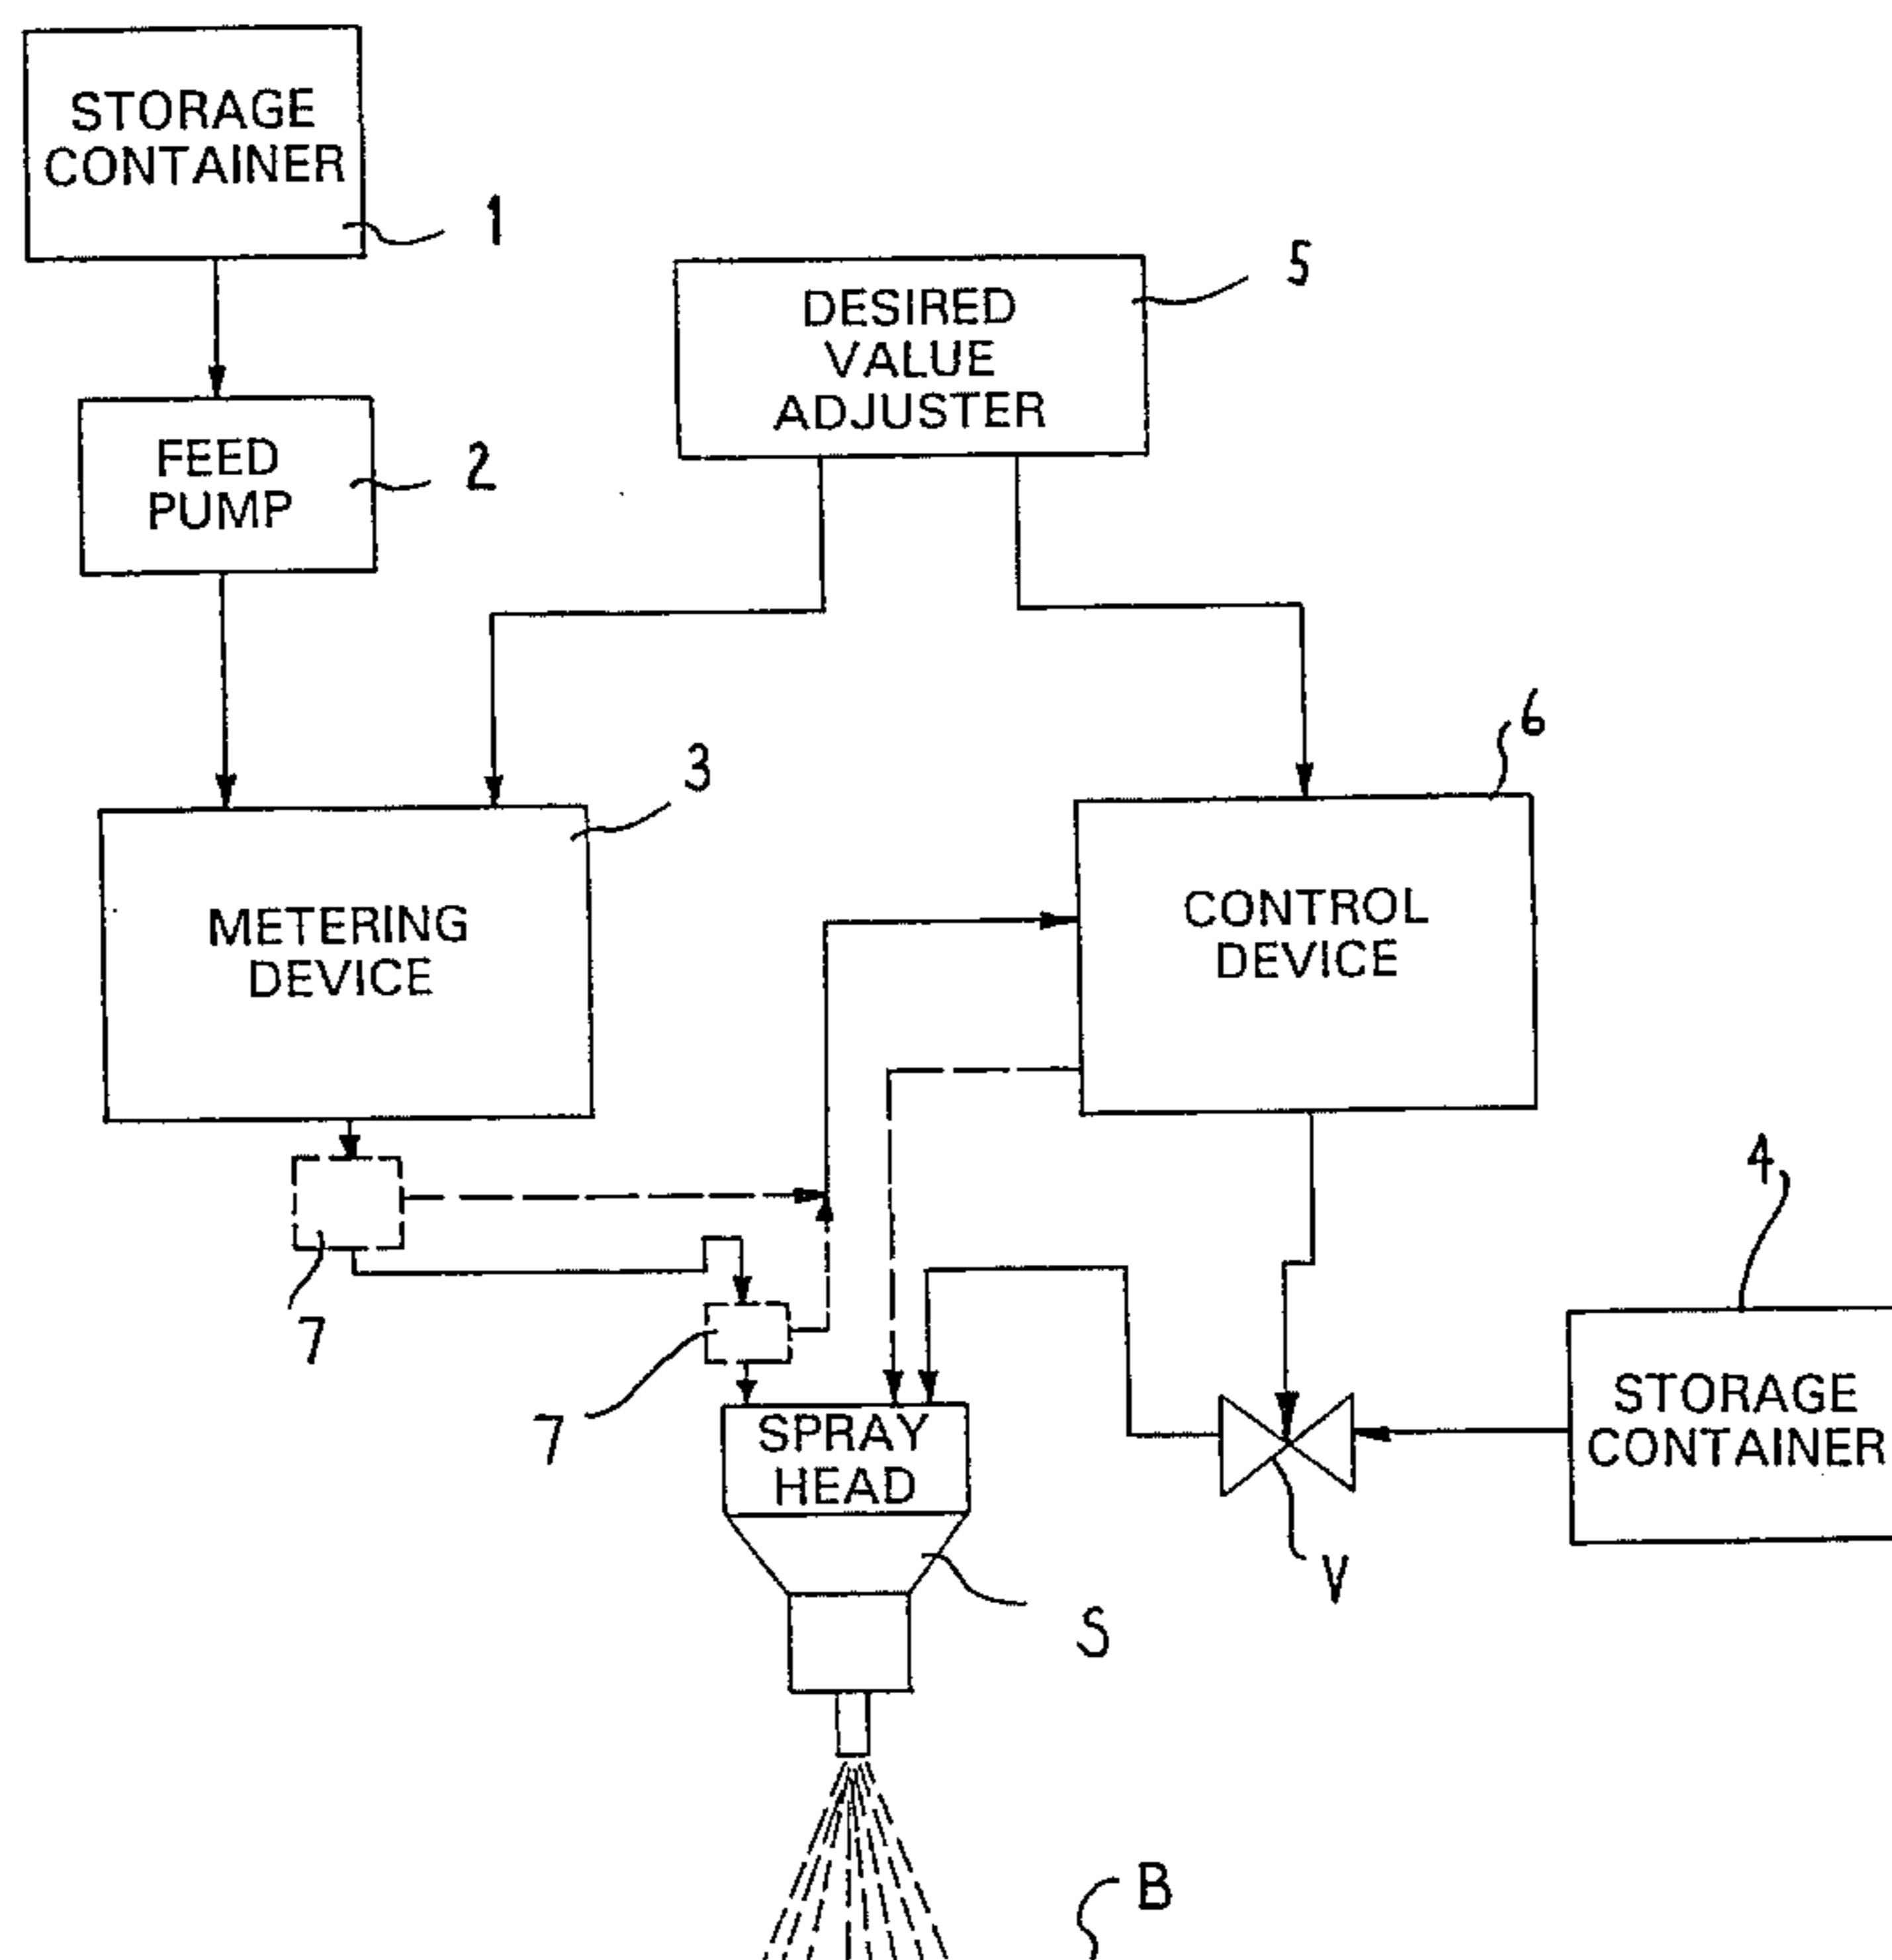 STORAGE
CONTAINER
1
DESIRED
VALUE
ADJUSTER
5
FEED
PUMP
2
3
6
METERING
DEVICE
CONTROL
DEVICE
4
7
7
STORAGE
CONTAINER
SPRAY
HEAD
V
S
B